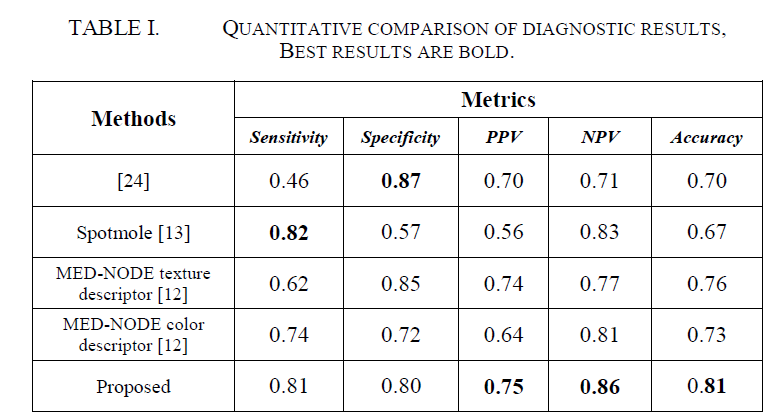 TABLE I. QUANTITATIVE COMPARISON OF DIAGNOSTIC RESULTS,
BEST RESULTS ARE BOLD.
Methods Metrics
Sensitivity Specificity PPV NPV Accuracy
[24] 0.46 0.87 0.70 0.71 0.70
Spotmole [13] 0.82 0.57 0.56 0.83 0.67
MED-NODE texture
descriptor [12] 0.62 0.85 0.74 0.77 0.76
MED-NODE color
descriptor [12] 0.74 0.72 0.64 0.81 0.73
Proposed 0.81 0.80 0.75 0.86 0.81